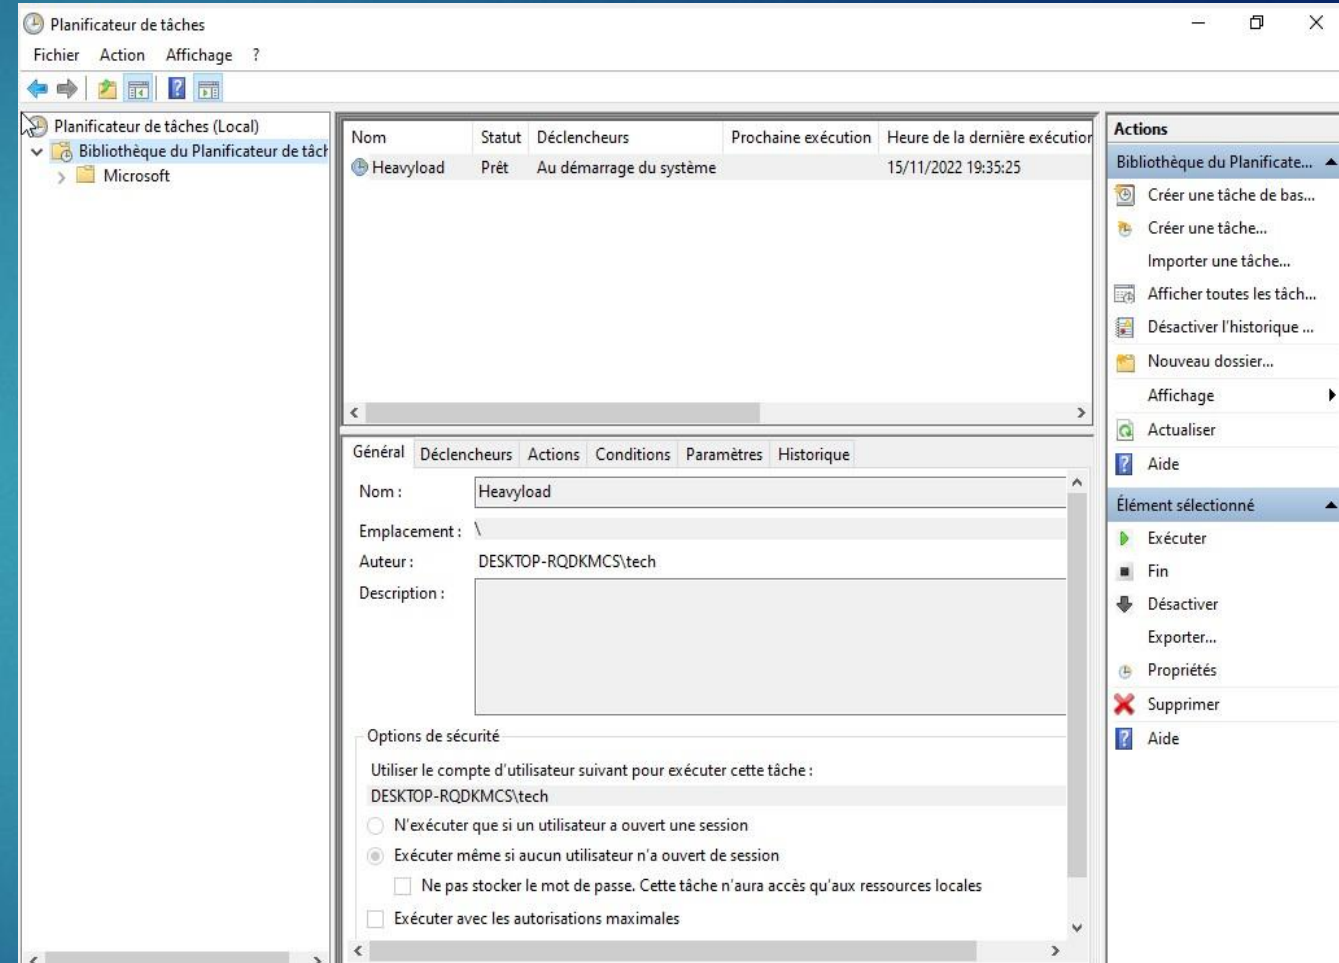 Planificateur de tâches
Fichier Action Affichage ?
Planificateur de tâches (Local)
Bibliothèque du Planificateur de tâch
Microsoft
Nom Statut Déclencheurs Prochaine exécution Heure de la dernière exécution
Heavyload Prêt Au démarrage du système 15/11/2022 19:35:25
Général Déclencheurs Actions Conditions Paramètres Historique
Nom : Heavyload
Emplacement : \
Auteur : DESKTOP-RQDKMCS\tech
Description :
Options de sécurité
Utiliser le compte d'utilisateur suivant pour exécuter cette tâche :
DESKTOP-RQDKMCS\tech
N'exécuter que si un utilisateur a ouvert une session
Exécuter même si aucun utilisateur n'a ouvert de session
Ne pas stocker le mot de passe. Cette tâche n'aura accès qu'aux ressources locales
Exécuter avec les autorisations maximales
Actions
Bibliothèque du Planificate...
Créer une tâche de bas...
Créer une tâche...
Importer une tâche...
Afficher toutes les tâch...
Désactiver l'historique ...
Nouveau dossier...
Affichage
Actualiser
Aide
Élément sélectionné
Exécuter
Fin
Désactiver
Exporter...
Propriétés
Supprimer
Aide